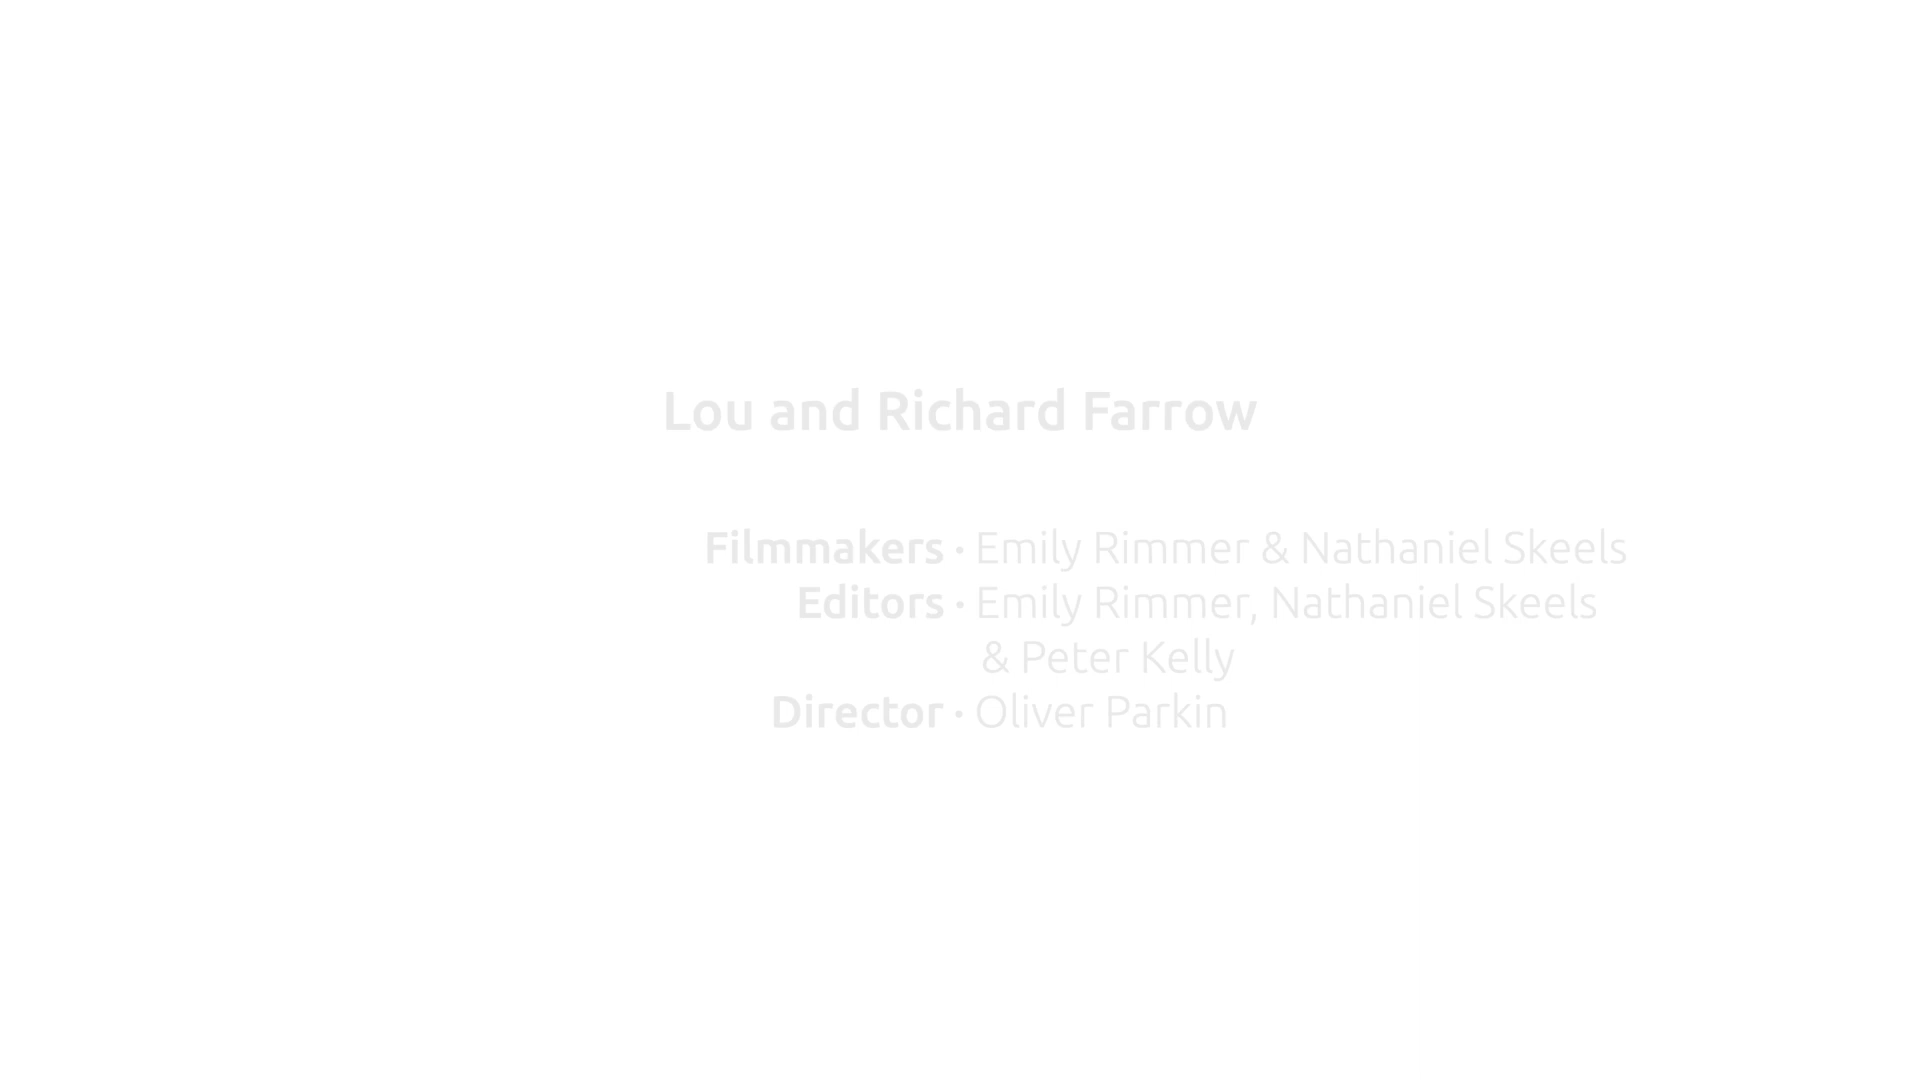 Lou and Richard Farrow
Filmmakers • Emily Rimmer & Nathaniel Skeels
Editors • Emily Rimmer, Nathaniel Skeels
& Peter Kelly
Director • Oliver Parkin